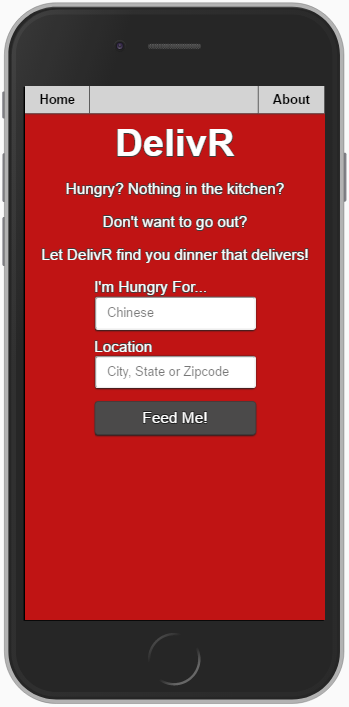 Home About
DelivR
Hungry? Nothing in the kitchen?
Don't want to go out?
Let DelivR find you dinner that delivers!
I'm Hungry For...
Chinese
Location
City, State or Zipcode
Feed Me!